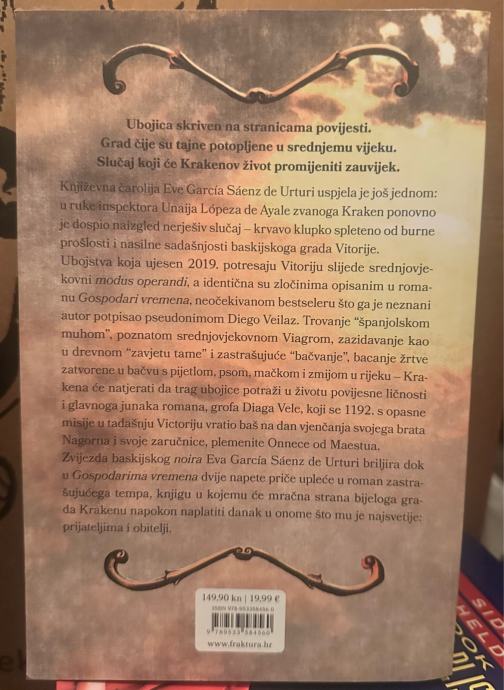 Ubojica skriven na stranicama povijesti.
Grad čije su tajne potopljene u srednjemu vijeku.
Slučaj koji će Krakenov život promijeniti zauvijek.
Književna čarolija Eve García Sáenz de Urturi uspjela je još jednom:
u ruke inspektora Unaija Lópeza de Ayale zvanoga Kraken ponovno
je dospio naizgled nerješiv slučaj – krvavo klupko spleteno od burne
prošlosti i nasilne sadašnjosti baskijskoga grada Vitorije.
Ubojstva koja ujesen 2019. potresaju Vitoriju slijede srednjovje-
kovni modus operandi, a identična su zločinima opisanim u roma-
nu Gospodari vremena, neočekivanom bestseleru što ga je neznani
autor potpisao pseudonimom Diego Veilaz. Trovanje “španjolskom
muhom”, poznatom srednjovjekovnom Viagrom, zazidavanje kao
u drevnom “zavjetu tame” i zastrašujuće “bačvanje”, bacanje žrtve
zatvorene u bačvu s pijetlom, psom, mačkom i zmijom u rijeku – Kra-
kena će natjerati da trag ubojice potraži u životu povijesne ličnosti
i glavnoga junaka romana, grofa Diaga Vele, koji se 1192. s opasne
misije u tadašnju Victoriju vratio baš na dan vjenčanja svojega brata
Nagorna i svoje zaručnice, plemenite Onnece od Maestua.
Zvijezda baskijskog noira Eva García Sáenz de Urturi briljira dok
u Gospodarima vremena dvije napete priče upleće u roman zastra-
šujućega tempa, knjigu u kojemu će mračna strana bijeloga gra-
da Krakenu napokon naplatiti danak u onome što mu je najsvetije:
prijateljima i obitelji.
149,90 kn | 19,99 €
ISBN 978-953358456-0
9 789533 584560
www.fraktura.hr